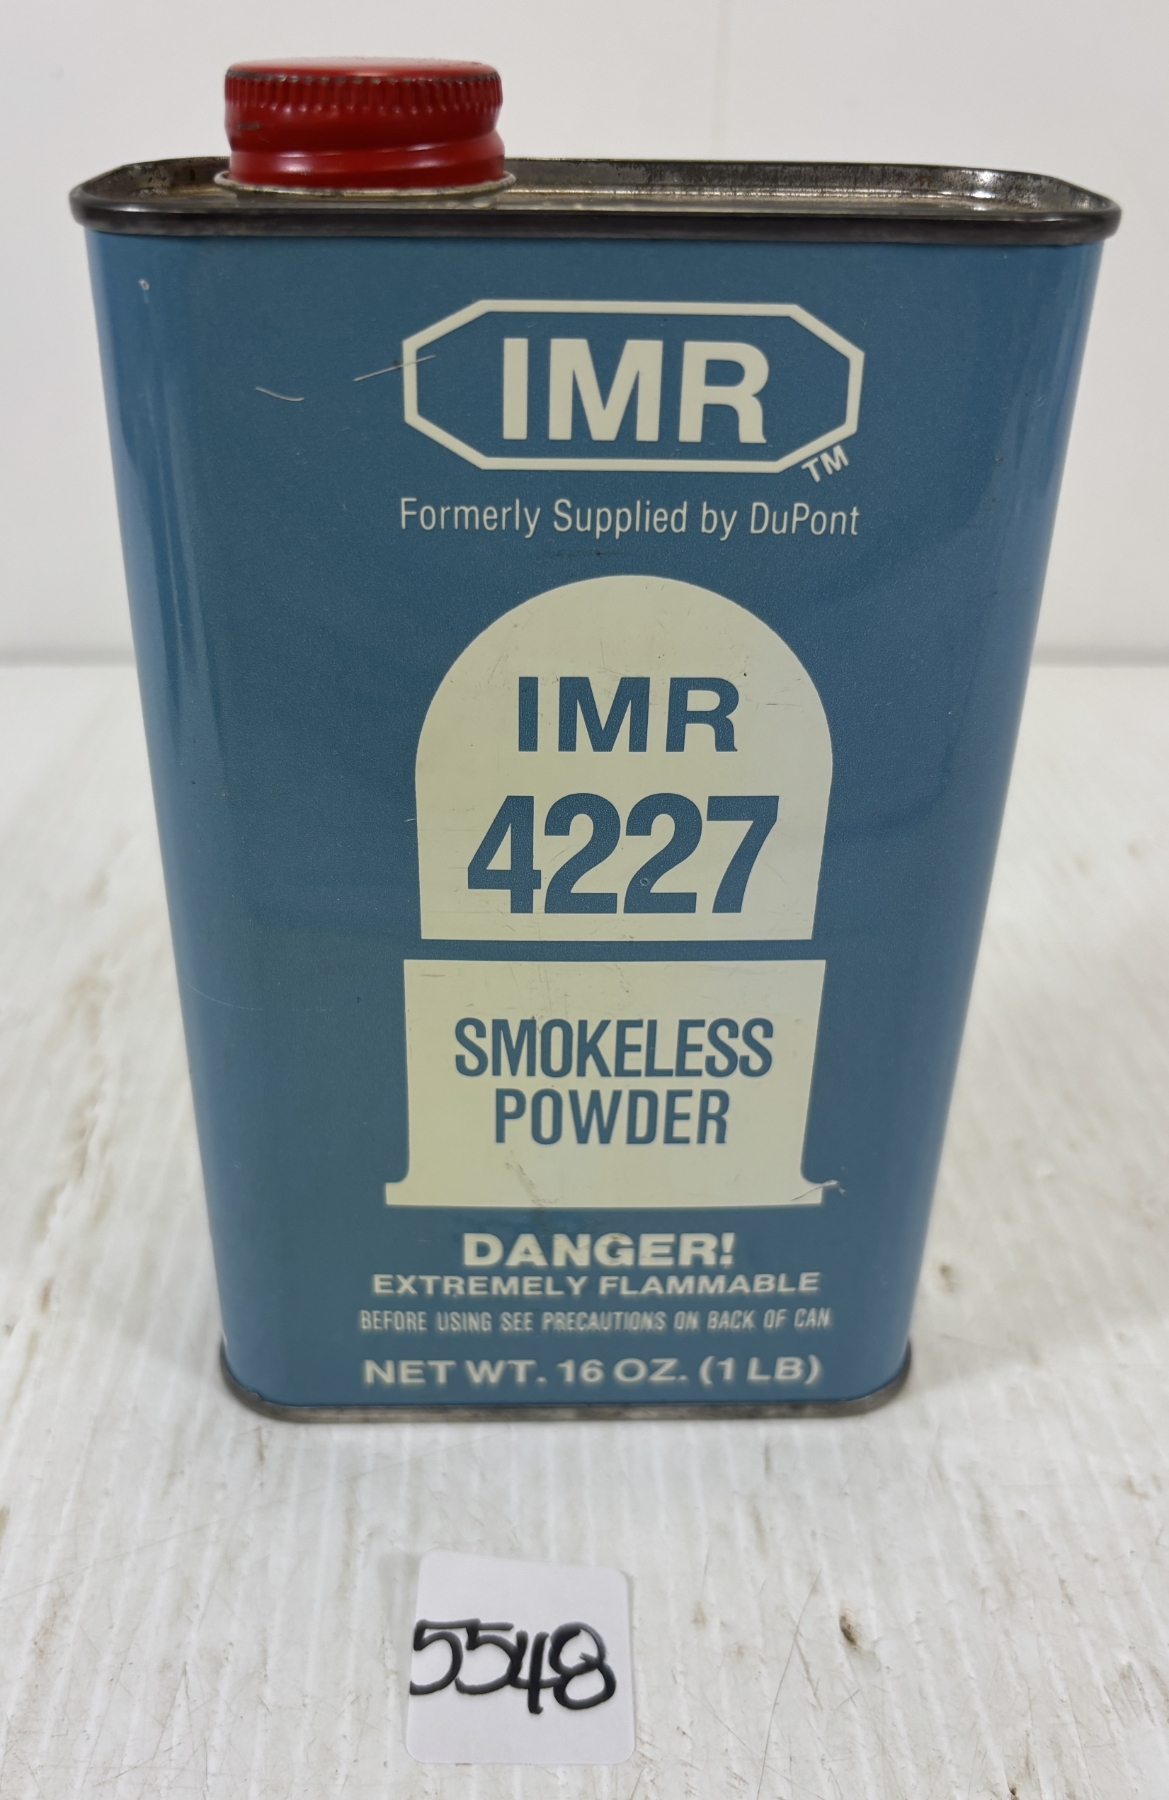 IMR
TM
Formerly Supplied by DuPont
IMR
4227
SMOKELESS
POWDER
DANGER!
EXTREMELY FLAMMABLE
BEFORE USING SEE PRECAUTIONS ON BACK OF CAN
NET WT. 16 OZ. (1 LB)
5548